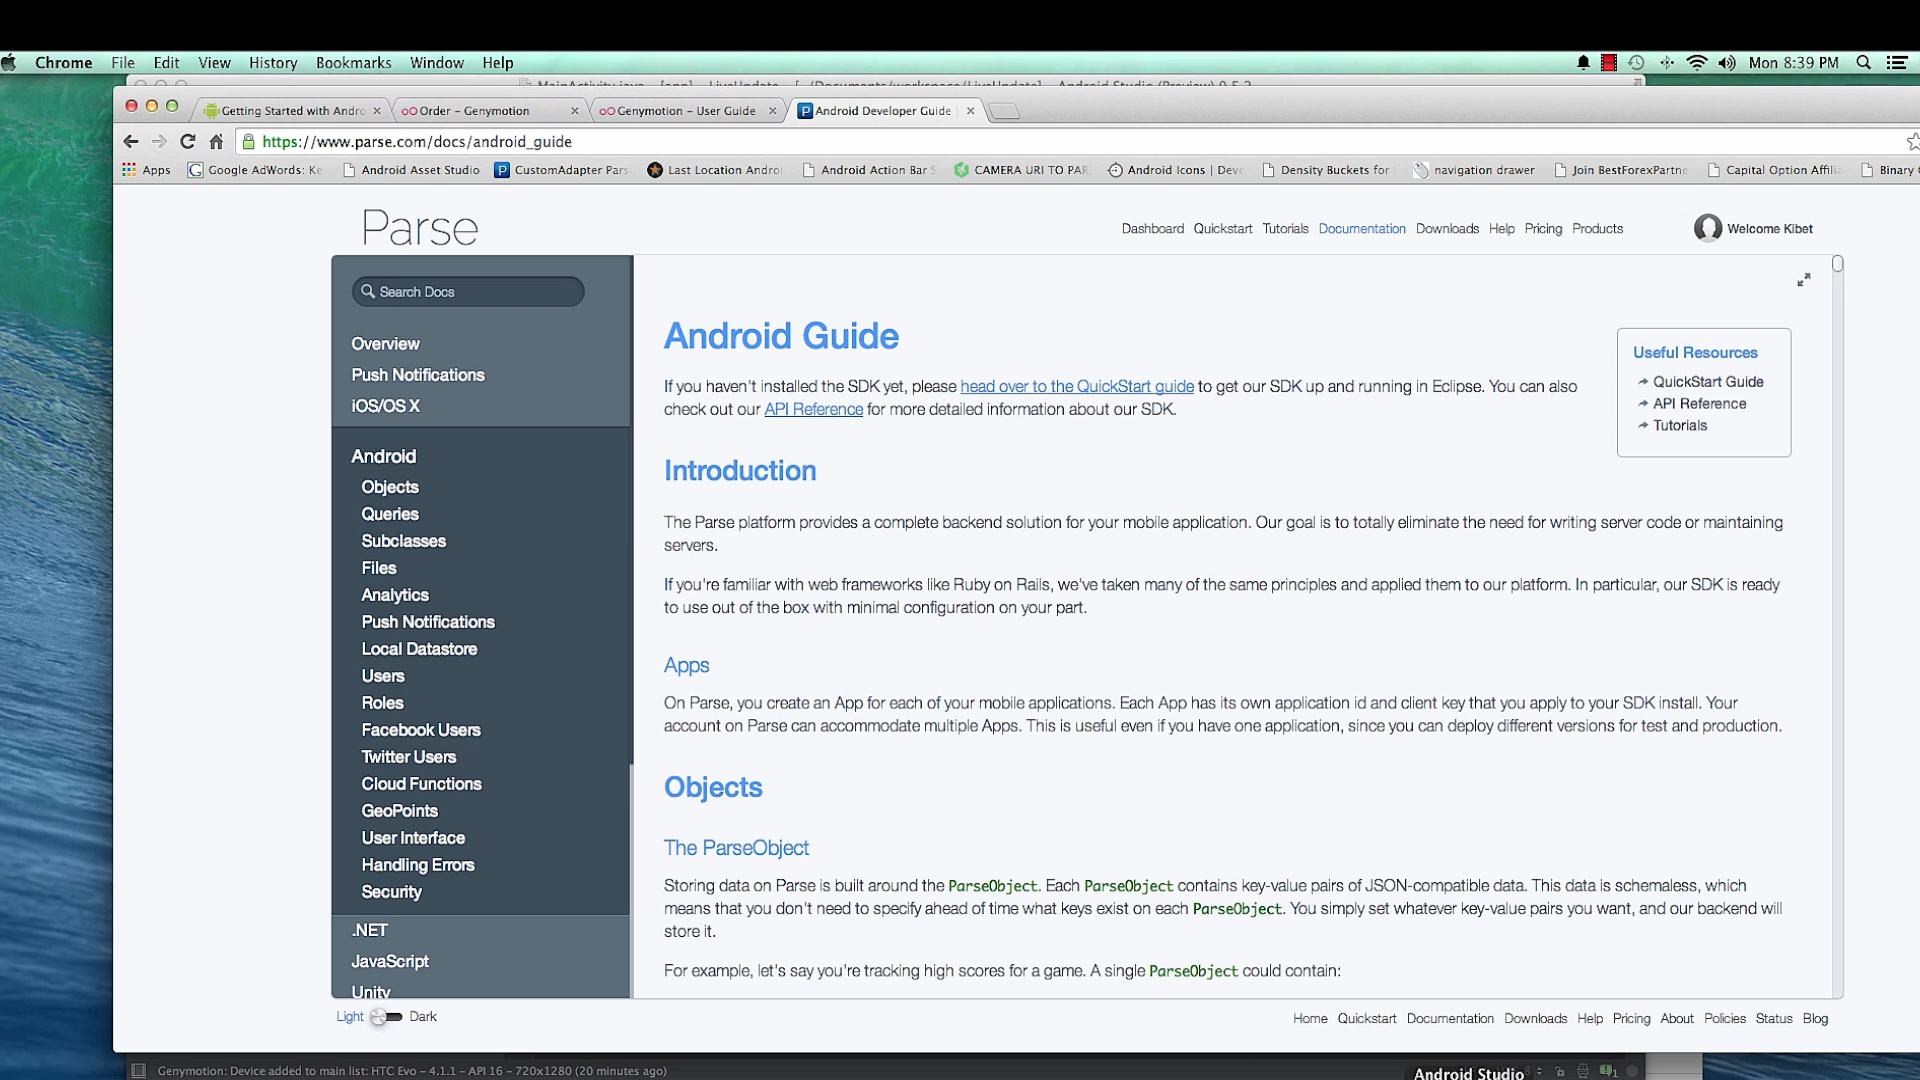 Chrome File Edit View History Bookmarks Window Help Mon 8:39 PM
MainActivity.java - [app] - LiveUpdate - [~/Documents/workspace/LiveUpdate] - Android Studio (Preview) 0.5.2
Getting Started with Andro Order – Genymotion Genymotion – User Guide Android Developer Guide |
https://www.parse.com/docs/android_guide
Apps Google AdWords: Ke Android Asset Studio CustomAdapter Pars Last Location Androi Android Action Bar S CAMERA URI TO PAR Android Icons | Deve Density Buckets for navigation drawer Join BestForexPartne Capital Option Affilia Binary
Parse
Dashboard Quickstart Tutorials Documentation Downloads Help Pricing Products Welcome Kibet
Search Docs
Overview
Push Notifications
iOS/OS X
Android
Objects
Queries
Subclasses
Files
Analytics
Push Notifications
Local Datastore
Users
Roles
Facebook Users
Twitter Users
Cloud Functions
GeoPoints
User Interface
Handling Errors
Security
.NET
JavaScript
Unity
Light Dark
Android Guide
If you haven't installed the SDK yet, please head over to the QuickStart guide to get our SDK up and running in Eclipse. You can also
check out our API Reference for more detailed information about our SDK.
Useful Resources
QuickStart Guide
API Reference
Tutorials
Introduction
The Parse platform provides a complete backend solution for your mobile application. Our goal is to totally eliminate the need for writing server code or maintaining
servers.
If you're familiar with web frameworks like Ruby on Rails, we've taken many of the same principles and applied them to our platform. In particular, our SDK is ready
to use out of the box with minimal configuration on your part.
Apps
On Parse, you create an App for each of your mobile applications. Each App has its own application id and client key that you apply to your SDK install. Your
account on Parse can accommodate multiple Apps. This is useful even if you have one application, since you can deploy different versions for test and production.
Objects
The ParseObject
Storing data on Parse is built around the ParseObject. Each ParseObject contains key-value pairs of JSON-compatible data. This data is schemaless, which
means that you don't need to specify ahead of time what keys exist on each ParseObject. You simply set whatever key-value pairs you want, and our backend will
store it.
For example, let's say you're tracking high scores for a game. A single ParseObject could contain:
Home Quickstart Documentation Downloads Help Pricing About Policies Status Blog
Genymotion: Device added to main list: HTC Evo - 4.1.1 - API 16 - 720x1280 (20 minutes ago)
Android Studio